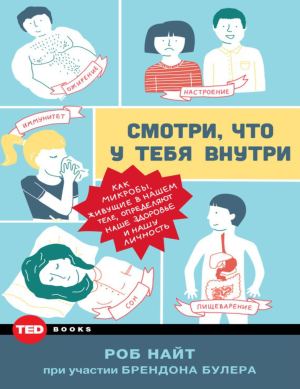 ОЖИРЕНИЕ
НАСТРОЕНИЕ
ИММУНИТЕТ
СМОТРИ, ЧТО
У ТЕБЯ ВНУТРИ
КАК
МИКРОБЫ,
ЖИВУЩИЕ В НАШЕМ
ТЕЛЕ, ОПРЕДЕЛЯЮТ
НАШЕ ЗДОРОВЬЕ
И НАШУ
ЛИЧНОСТЬ
СОН
ПИЩЕВАРЕНИЕ
TED BOOKS
РОБ НАЙТ
при участии БРЕНДОНА БУЛЕРА